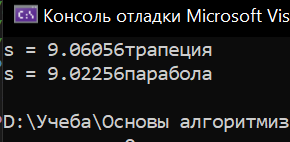 Консоль отладки Microsoft Vis
s = 9.06056трапеция
s = 9.02256парабола
D:\Учеба\Основы алгоритмиз